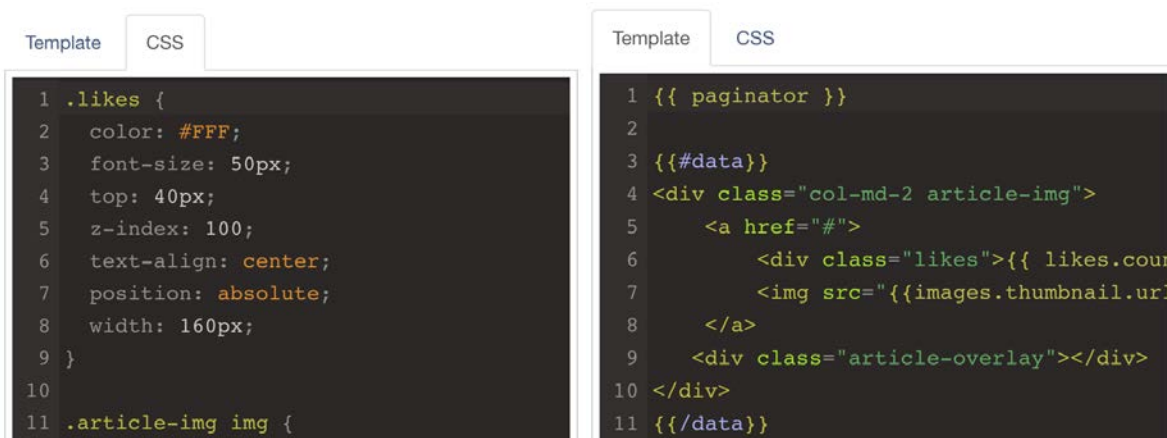 Template CSS
1 .likes {
2 color: #FFF;
3 font-size: 50px;
4 top: 40px;
5 z-index: 100;
6 text-align: center;
7 position: absolute;
8 width: 160px;
9 }
10
11 .article-img img {
Template CSS
1 {{ paginator }}
2
3 {{#data}}
4 <div class="col-md-2 article-img">
5 <a href="#">
6 <div class="likes">{{ likes.coun
7 <img src="{{images.thumbnail.url
8 </a>
9 <div class="article-overlay"></div>
10 </div>
11 {{/data}}